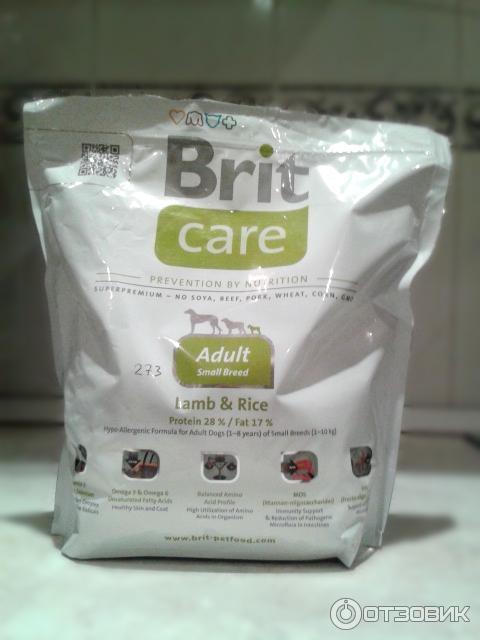 Brit
care
PREVENTION BY NUTRITION
SUPERPREMIUM – NO SOYA, BEEF, PORK, WHEAT, CORN, GMO
Adult
Small Breed
273
Lamb & Rice
Protein 28 % / Fat 17 %
Hypo-Allergenic Formula for Adult Dogs (1–8 years) of Small Breeds (1–10 kg)
Omega 3 & Omega 6
Unsaturated Fatty Acids
Healthy Skin and Coat
Balanced Amino
Acid Profile
High Utilization of Amino
Acids in Organism
MOS
(Mannan-oligosaccharides)
Immunity Support
& Reduction of Pathogenic
Microflora in Intestines
www.brit-petfood.com
ОТЗОВИК